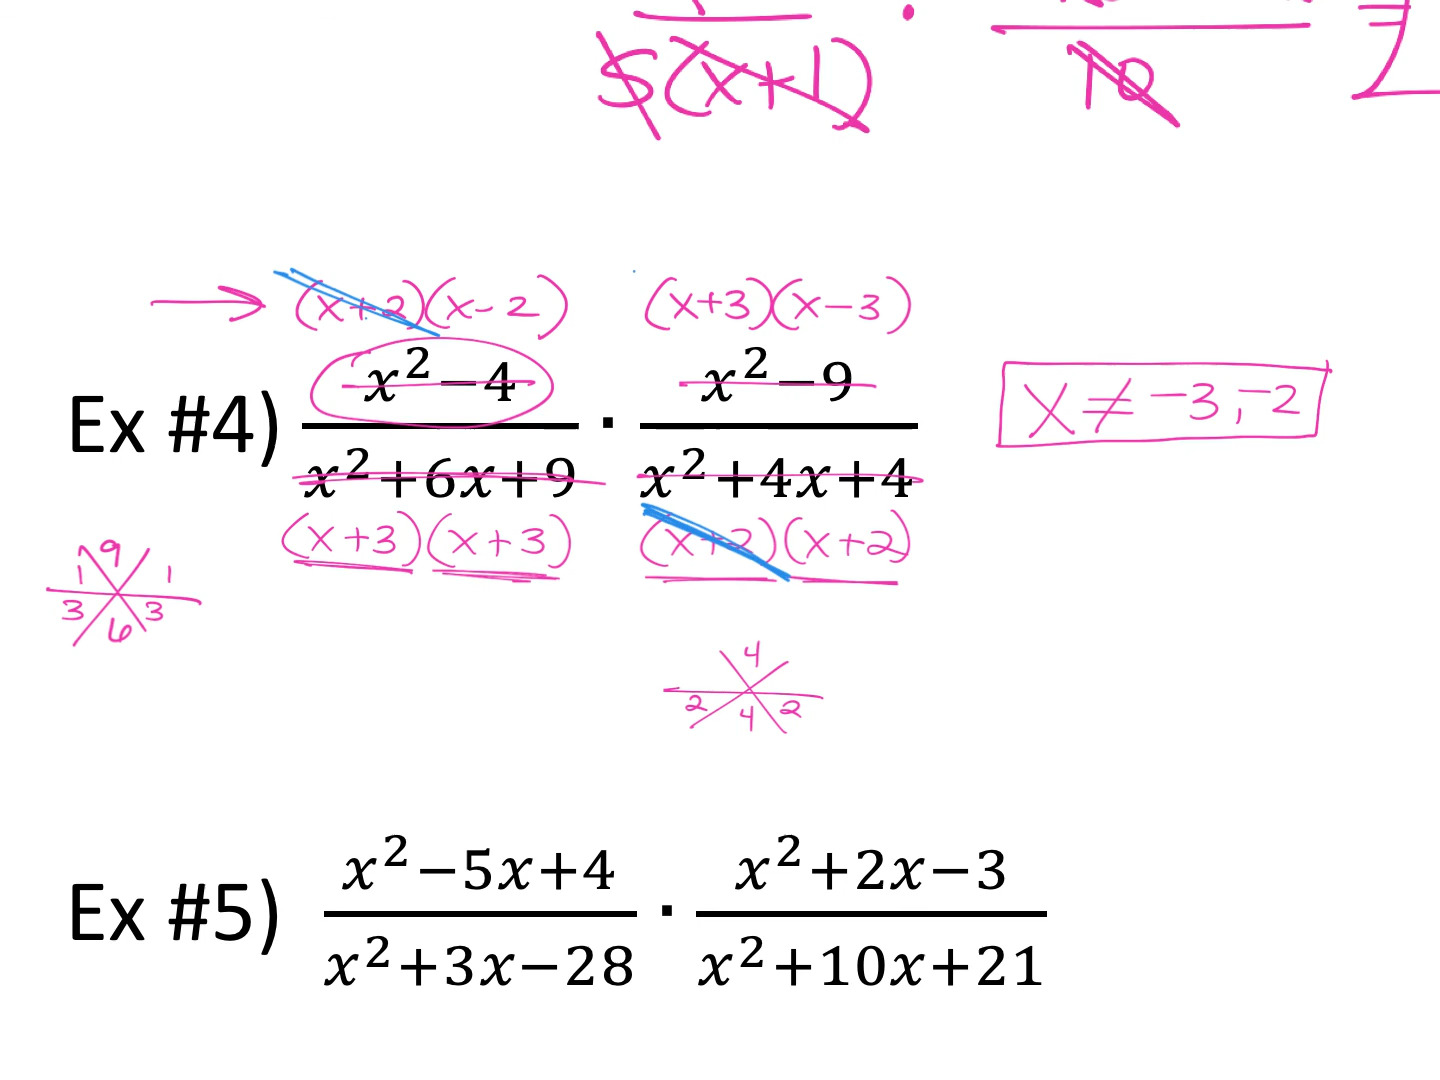 5(x+1) · 10
(x+2)(x-2) (x+3)(x-3)
Ex #4) x²-4 / x²+6x+9 · x²-9 / x²+4x+4 x ≠ -3, -2
(x+3)(x+3) (x+2)(x+2)
9
1 1
3 6 3
4
2 4 2
Ex #5) x²-5x+4 / x²+3x-28 · x²+2x-3 / x²+10x+21